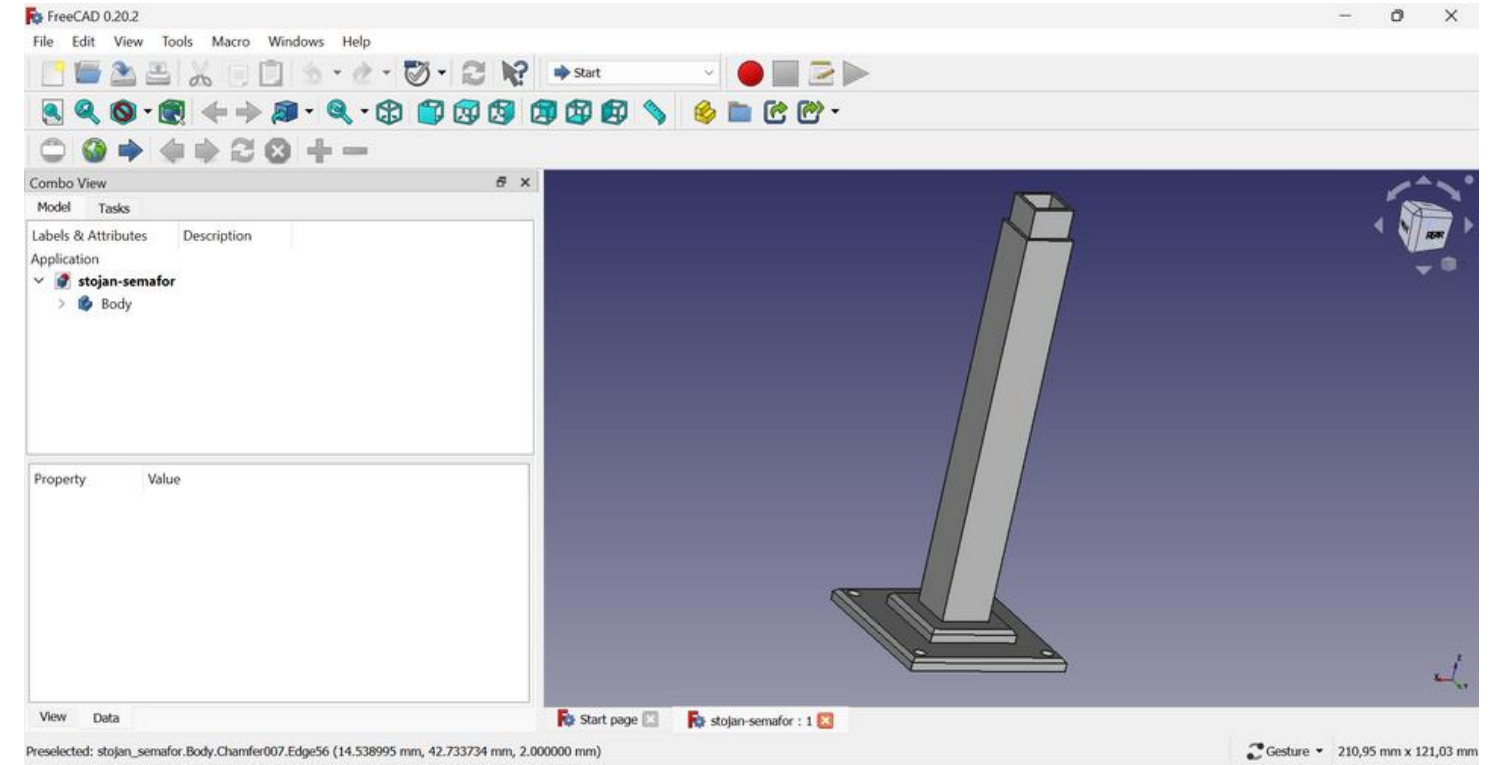 FreeCAD 0.20.2
File Edit View Tools Macro Windows Help
Start
Combo View
Model Tasks
Labels & Attributes Description
Application
stojan-semafor
Body
REAR
Property Value
z
x
Y
View Data
Start page stojan-semafor : 1
Preselected: stojan_semafor.Body.Chamfer007.Edge56 (14.538995 mm, 42.733734 mm, 2.000000 mm) Gesture 210,95 mm x 121,03 mm